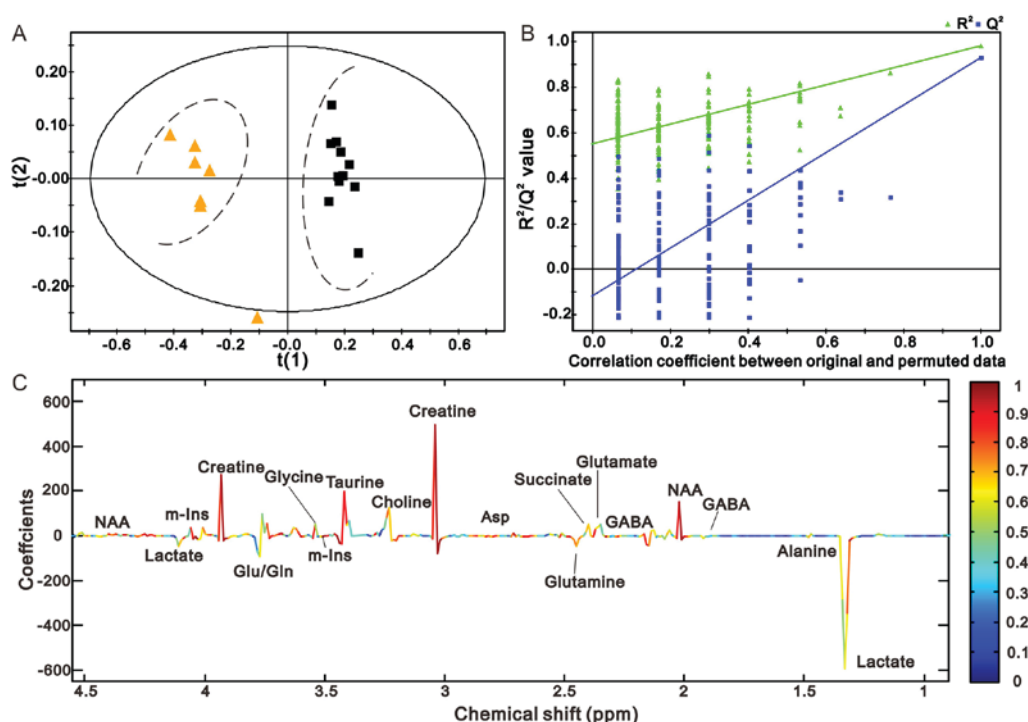 A
0.20
0.10
-0.00
-0.10
-0.20
t(2)
-0.6 -0.4 -0.2 -0.0 0.2 0.4 0.6
t(1)
B
R² Q²
1.0
0.8
0.6
0.4
0.2
0.0
-0.2
R²/Q² value
0.0 0.2 0.4 0.6 0.8 1.0
Correlation coefficient between original and permuted data
C
600
400
200
0
-200
-400
-600
Coeffcients
Creatine
Creatine
Glycine
Taurine
Choline
m-Ins
NAA
Lactate
Glu/Gln
m-Ins
Asp
Succinate
Glutamate
Glutamine
GABA
NAA
GABA
Alanine
Lactate
4.5 4 3.5 3 2.5 2 1.5 1
Chemical shift (ppm)
1
0.9
0.8
0.7
0.6
0.5
0.4
0.3
0.2
0.1
0